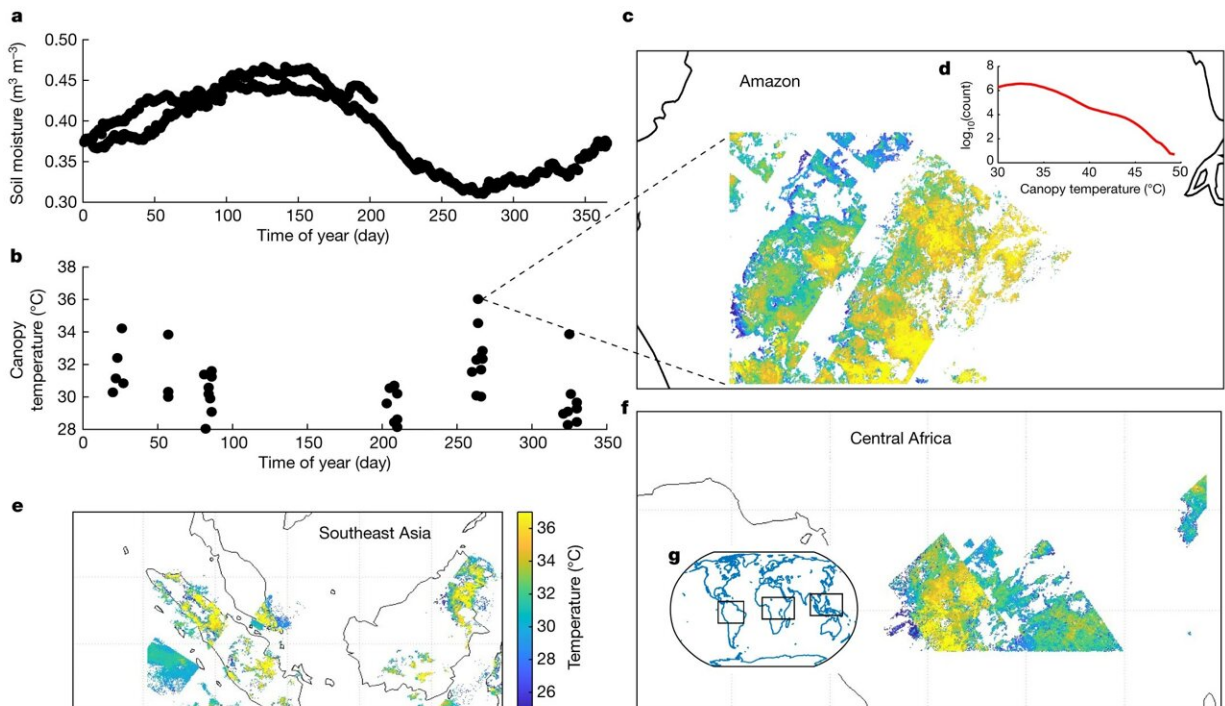 a
Soil moisture (m³ m⁻³)
0.50
0.45
0.40
0.35
0.30
0 50 100 150 200 250 300 350
Time of year (day)
b
Canopy
temperature (°C)
38
36
34
32
30
28
0 50 100 150 200 250 300 350
Time of year (day)
c
Amazon
d
log₁₀(count)
8
6
4
2
0
30 35 40 45 50
Canopy temperature (°C)
e
Southeast Asia
Temperature (°C)
36
34
32
30
28
26
f
Central Africa
g